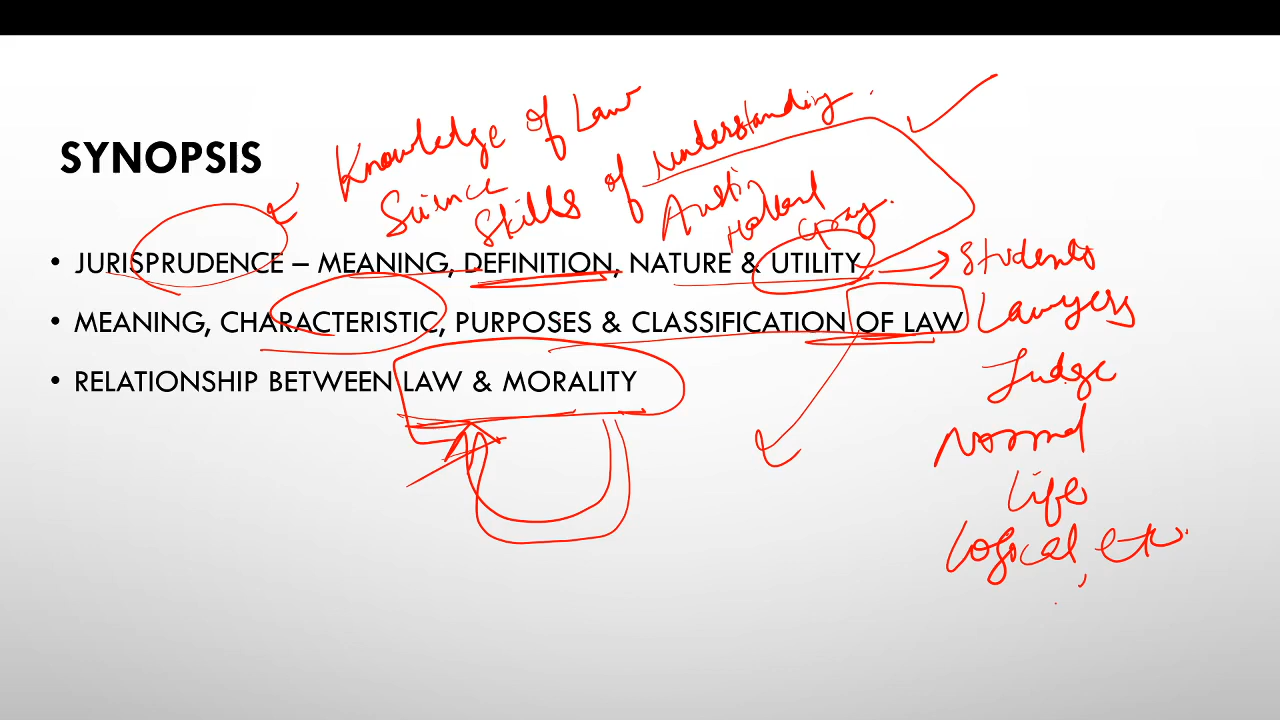 Knowledge of Law
Science Skills of understanding.
SYNOPSIS
Austin
Holland
Gray.
• JURISPRUDENCE – MEANING, DEFINITION, NATURE & UTILITY → Students
• MEANING, CHARACTERISTIC, PURPOSES & CLASSIFICATION OF LAW Lawyers
• RELATIONSHIP BETWEEN LAW & MORALITY
Judge
Normal
Life
Logical, etc.